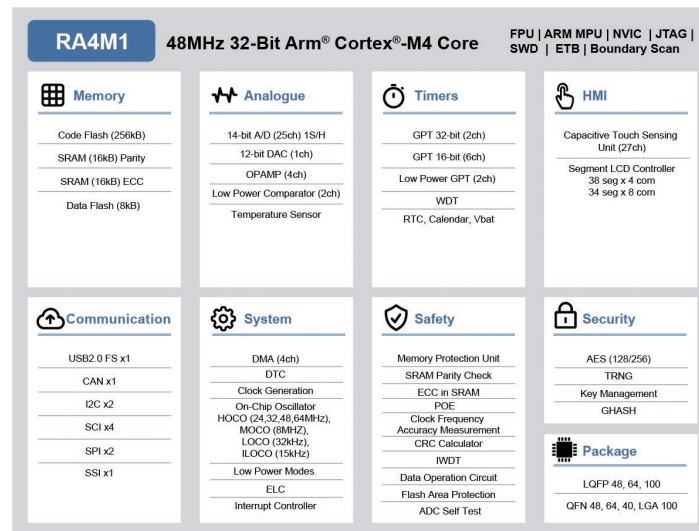 RA4M1
48MHz 32-Bit Arm® Cortex®-M4 Core
FPU | ARM MPU | NVIC | JTAG |
SWD | ETB | Boundary Scan
Memory
Code Flash (256kB)
SRAM (16kB) Parity
SRAM (16kB) ECC
Data Flash (8kB)
Analogue
14-bit A/D (25ch) 1S/H
12-bit DAC (1ch)
OPAMP (4ch)
Low Power Comparator (2ch)
Temperature Sensor
Timers
GPT 32-bit (2ch)
GPT 16-bit (6ch)
Low Power GPT (2ch)
WDT
RTC, Calendar, Vbat
HMI
Capacitive Touch Sensing
Unit (27ch)
Segment LCD Controller
38 seg x 4 com
34 seg x 8 com
Communication
USB2.0 FS x1
CAN x1
I2C x2
SCI x4
SPI x2
SSI x1
System
DMA (4ch)
DTC
Clock Generation
On-Chip Oscillator
HOCO (24,32,48,64MHz),
MOCO (8MHZ),
LOCO (32kHz),
ILOCO (15kHz)
Low Power Modes
ELC
Interrupt Controller
Safety
Memory Protection Unit
SRAM Parity Check
ECC in SRAM
POE
Clock Frequency
Accuracy Measurement
CRC Calculator
IWDT
Data Operation Circuit
Flash Area Protection
ADC Self Test
Security
AES (128/256)
TRNG
Key Management
GHASH
Package
LQFP 48, 64, 100
QFN 48, 64, 40, LGA 100